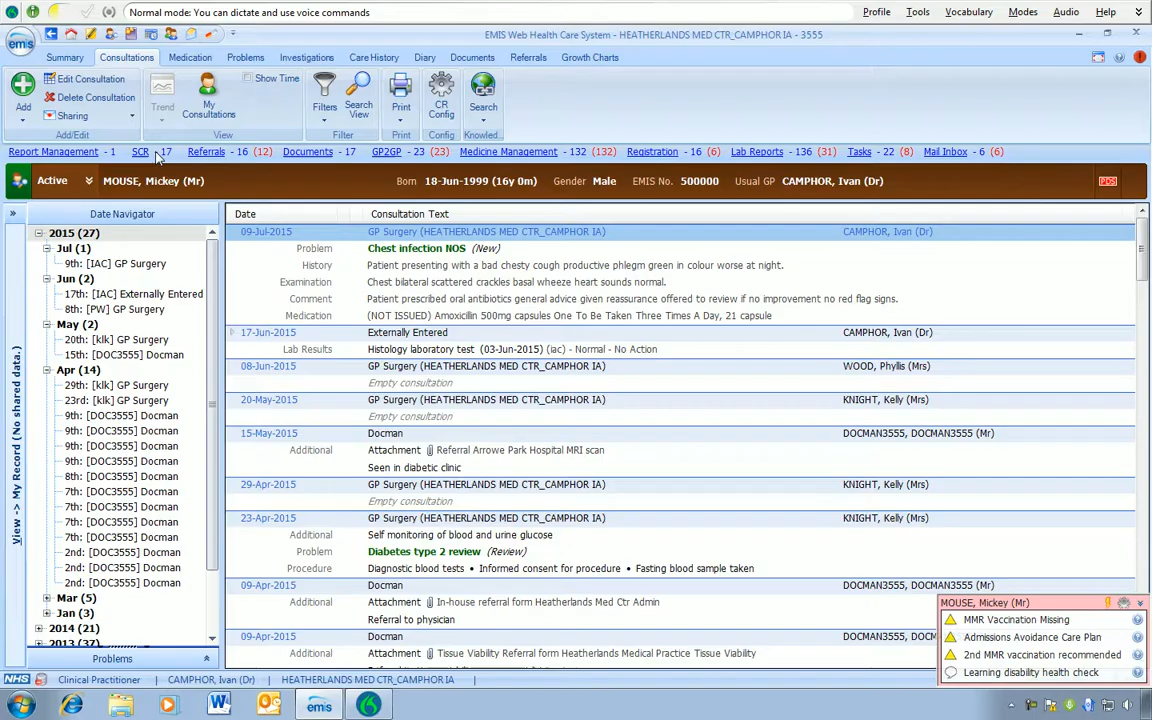 Normal mode: You can dictate and use voice commands
Profile Tools Vocabulary Modes Audio Help
EMIS Web Health Care System - HEATHERLANDS MED CTR_CAMPHOR IA - 3555
emis
Summary Consultations Medication Problems Investigations Care History Diary Documents Referrals Growth Charts
Add Edit Consultation Delete Consultation Sharing Trend My Consultations Show Time Filters Search View Print CR Config Search
Add/Edit View Filter Print Config Knowled...
Report Management - 1 SCR - 17 Referrals - 16 (12) Documents - 17 GP2GP - 23 (23) Medicine Management - 132 (132) Registration - 16 (6) Lab Reports - 136 (31) Tasks - 22 (8) Mail Inbox - 6 (6)
Active MOUSE, Mickey (Mr) Born 18-Jun-1999 (16y 0m) Gender Male EMIS No. 500000 Usual GP CAMPHOR, Ivan (Dr) PDS
View -> My Record (No shared data.)
Date Navigator
2015 (27)
Jul (1)
9th: [IAC] GP Surgery
Jun (2)
17th: [IAC] Externally Entered
8th: [PW] GP Surgery
May (2)
20th: [klk] GP Surgery
15th: [DOC3555] Docman
Apr (14)
29th: [klk] GP Surgery
23rd: [klk] GP Surgery
9th: [DOC3555] Docman
9th: [DOC3555] Docman
9th: [DOC3555] Docman
9th: [DOC3555] Docman
8th: [DOC3555] Docman
7th: [DOC3555] Docman
7th: [DOC3555] Docman
7th: [DOC3555] Docman
7th: [DOC3555] Docman
2nd: [DOC3555] Docman
2nd: [DOC3555] Docman
2nd: [DOC3555] Docman
Mar (5)
Jan (3)
2014 (21)
2013 (37)
Problems
Date Consultation Text
09-Jul-2015 GP Surgery (HEATHERLANDS MED CTR_CAMPHOR IA) CAMPHOR, Ivan (Dr)
Problem Chest infection NOS (New)
History Patient presenting with a bad chesty cough productive phlegm green in colour worse at night.
Examination Chest bilateral scattered crackles basal wheeze heart sounds normal.
Comment Patient prescribed oral antibiotics general advice given reassurance offered to review if no improvement no red flag signs.
Medication (NOT ISSUED) Amoxicillin 500mg capsules One To Be Taken Three Times A Day, 21 capsule
17-Jun-2015 Externally Entered CAMPHOR, Ivan (Dr)
Lab Results Histology laboratory test (03-Jun-2015) (iac) - Normal - No Action
08-Jun-2015 GP Surgery (HEATHERLANDS MED CTR_CAMPHOR IA) WOOD, Phyllis (Mrs)
Empty consultation
20-May-2015 GP Surgery (HEATHERLANDS MED CTR_CAMPHOR IA) KNIGHT, Kelly (Mrs)
Empty consultation
15-May-2015 Docman DOCMAN3555, DOCMAN3555 (Mr)
Additional Attachment Referral Arrowe Park Hospital MRI scan
Seen in diabetic clinic
29-Apr-2015 GP Surgery (HEATHERLANDS MED CTR_CAMPHOR IA) KNIGHT, Kelly (Mrs)
Empty consultation
23-Apr-2015 GP Surgery (HEATHERLANDS MED CTR_CAMPHOR IA) KNIGHT, Kelly (Mrs)
Additional Self monitoring of blood and urine glucose
Problem Diabetes type 2 review (Review)
Procedure Diagnostic blood tests • Informed consent for procedure • Fasting blood sample taken
09-Apr-2015 Docman DOCMAN3555, DOCMAN3555 (Mr)
Additional Attachment In-house referral form Heatherlands Med Ctr Admin
Referral to physician
09-Apr-2015 Docman DOCMAN3555, DOCM
Additional Attachment Tissue Viability Referral form Heatherlands Medical Practice Tissue Viability
MOUSE, Mickey (Mr)
MMR Vaccination Missing
Admissions Avoidance Care Plan
2nd MMR vaccination recommended
Learning disability health check
NHS Clinical Practitioner CAMPHOR, Ivan (Dr) HEATHERLANDS MED CTR_CAMPHOR IA
emis